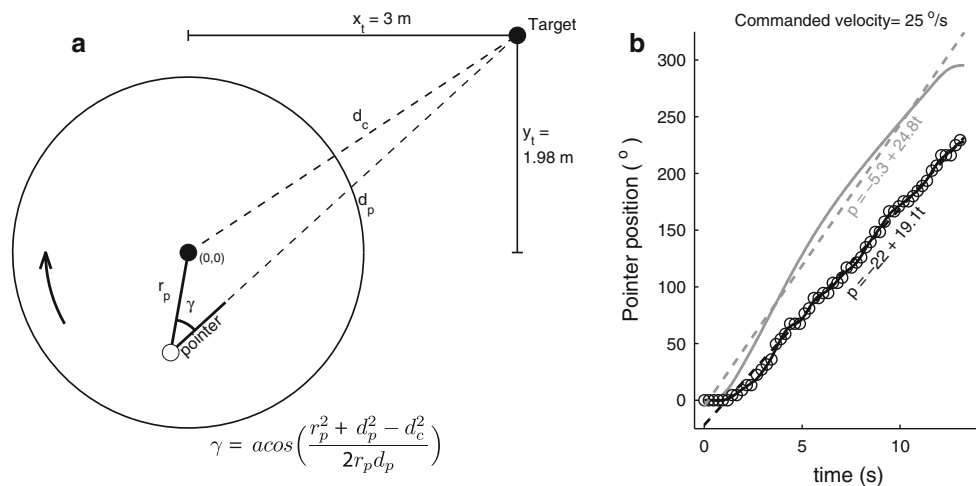 a
x_t = 3 m
Target
d_c
y_t =
1.98 m
d_p
(0,0)
r_p
γ
pointer
γ = acos((r_p^2 + d_p^2 − d_c^2) / (2r_pd_p))
b
Commanded velocity= 25 °/s
300
250
200
150
100
50
0
Pointer position ( ° )
p = −5.3 + 24.8t
p = −22 + 19.1t
0
5
10
time (s)